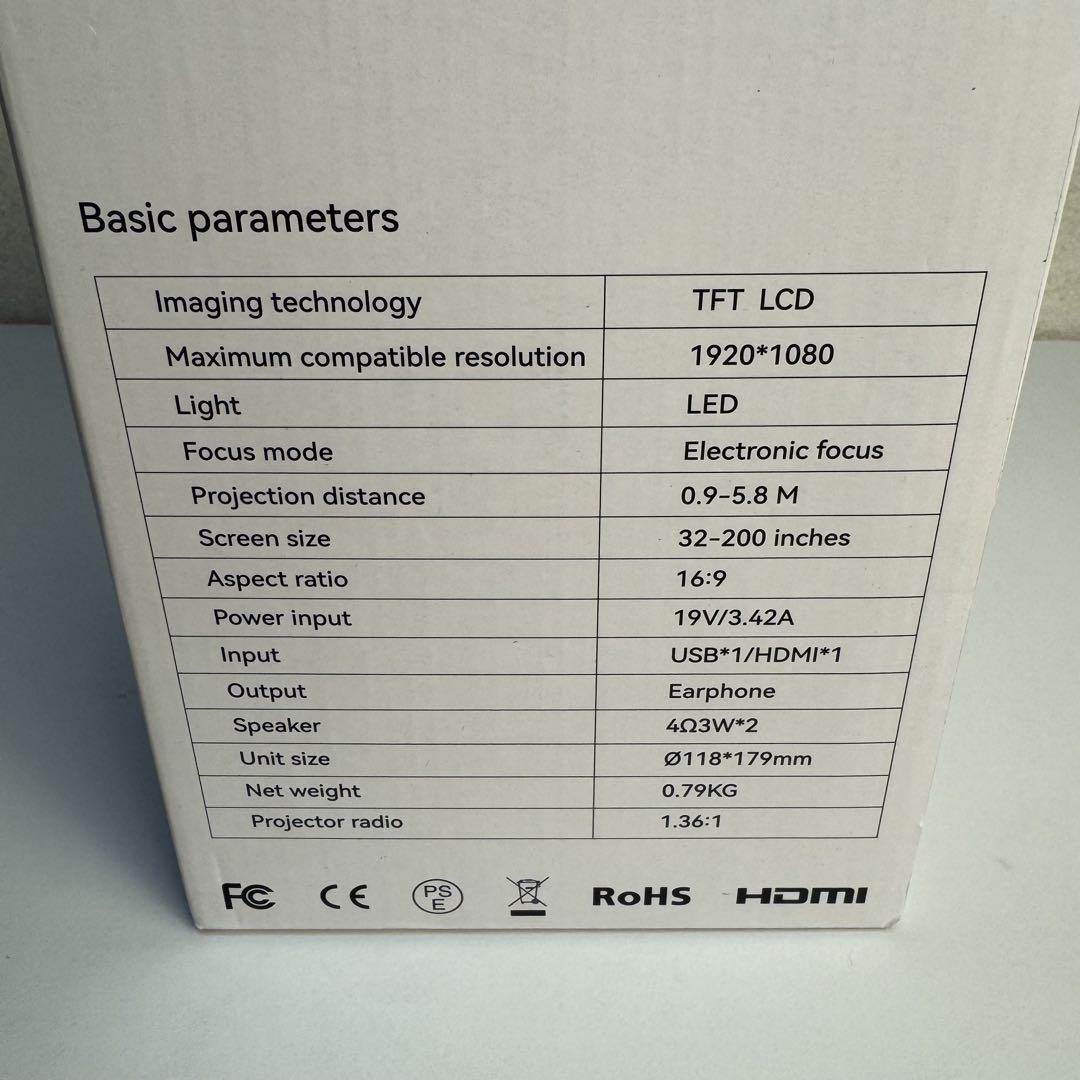 Basic parameters
Imaging technology TFT LCD
Maximum compatible resolution 1920*1080
Light LED
Focus mode Electronic focus
Projection distance 0.9-5.8 M
Screen size 32-200 inches
Aspect ratio 16:9
Power input 19V/3.42A
Input USB*1/HDMI*1
Output Earphone
Speaker 4Ω3W*2
Unit size Ø118*179mm
Net weight 0.79KG
Projector radio 1.36:1
FC CE PS E RoHS HDMI